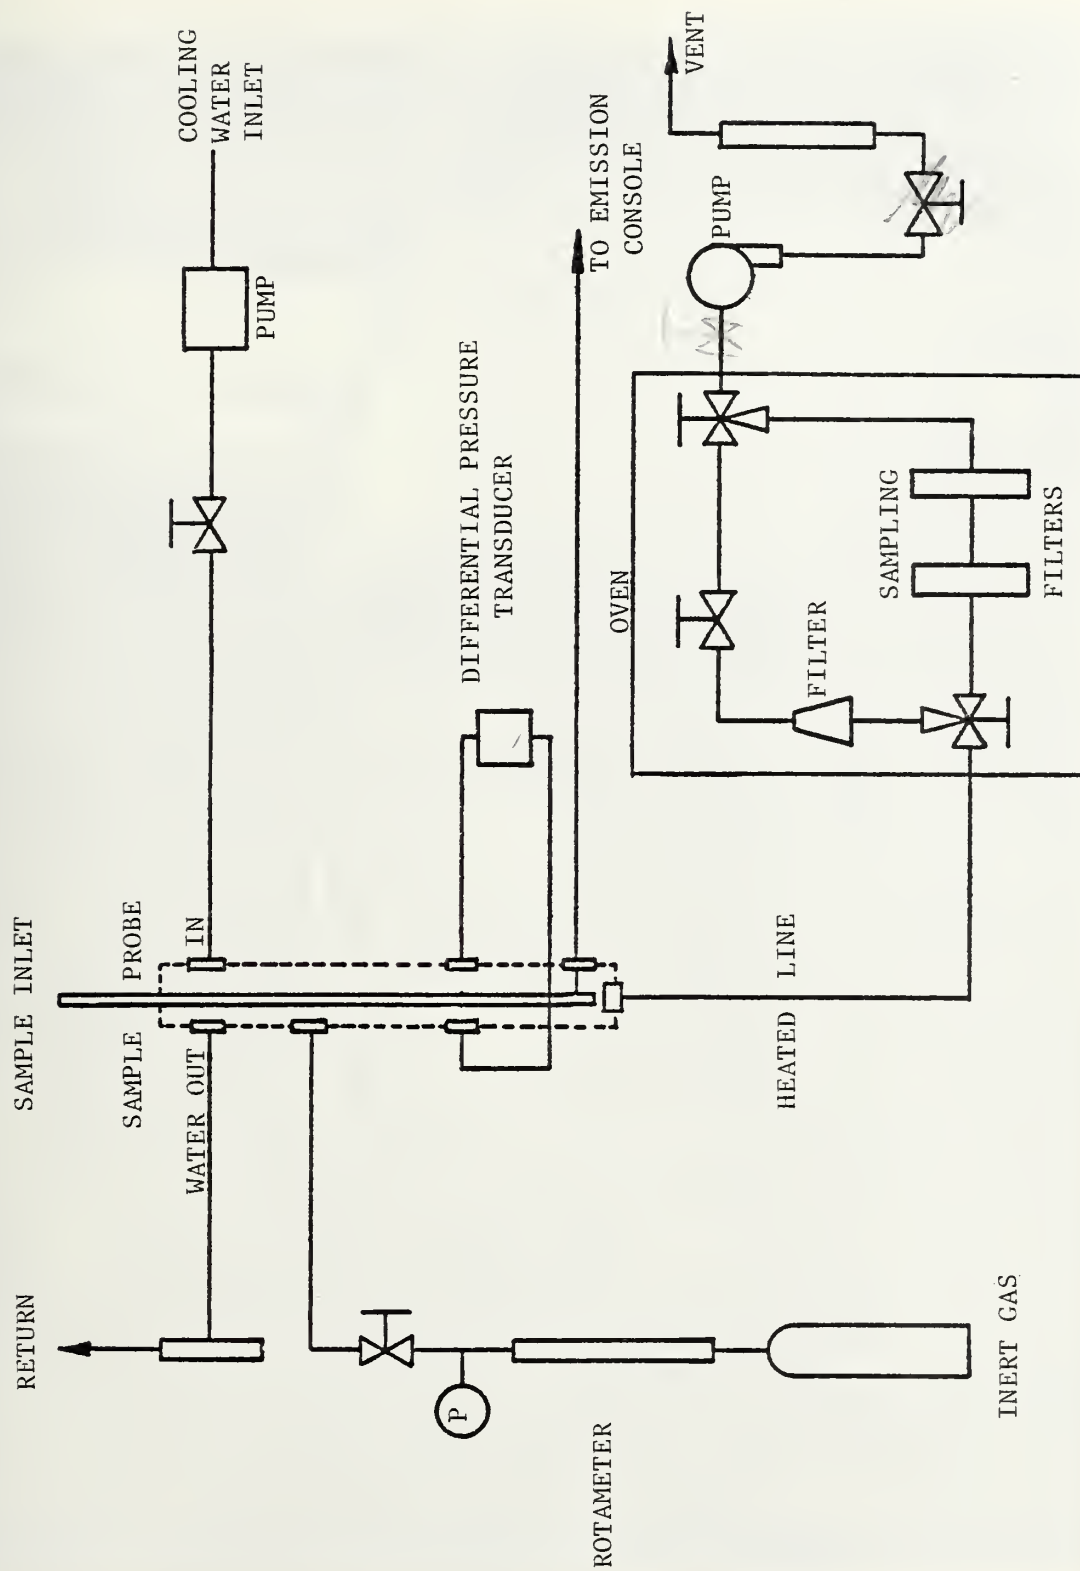 RETURN
SAMPLE INLET
SAMPLE PROBE
WATER OUT
IN
COOLING
WATER
INLET
PUMP
P
ROTAMETER
INERT GAS
DIFFERENTIAL PRESSURE
TRANSDUCER
TO EMISSION
CONSOLE
HEATED LINE
OVEN
FILTER
SAMPLING
FILTERS
PUMP
VENT